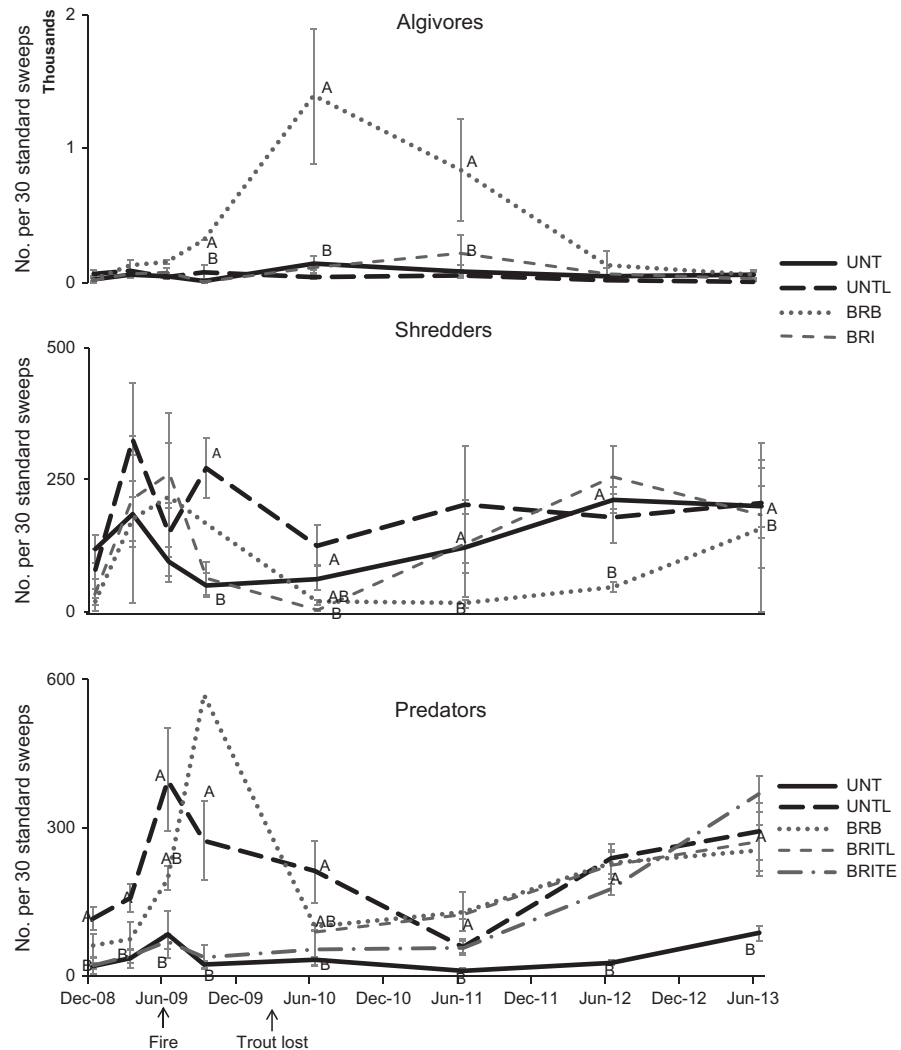 Algivores
No. per 30 standard sweeps
Thousands
2
1
0
A
A
A
B
B
B
UNT
UNTL
BRB
BRI
Shredders
No. per 30 standard sweeps
500
250
0
A
B
A
AB
B
A
B
A
B
A
B
Predators
No. per 30 standard sweeps
600
300
0
A
B
A
B
A
AB
B
A
B
A
AB
B
A
B
A
B
A
B
UNT
UNTL
BRB
BRITL
BRITE
Dec-08 Jun-09 Dec-09 Jun-10 Dec-10 Jun-11 Dec-11 Jun-12 Dec-12 Jun-13
Fire Trout lost